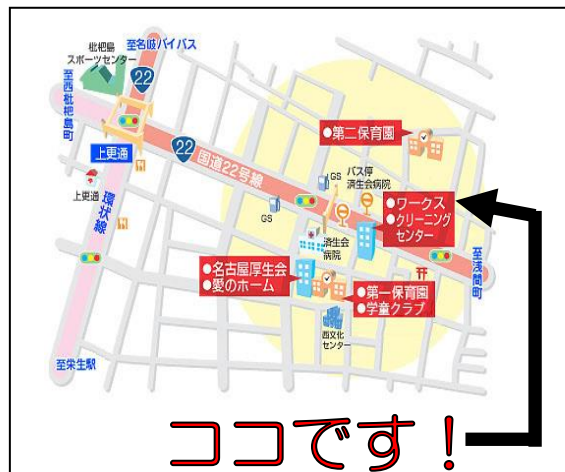 枇杷島
スポーツセンター
至名岐バイパス
22
至西枇杷島町
上更通
22
国道22号線
上更通
環状線
至栄生駅
●第二保育園
GS
バス停
済生会病院
GS
●ワークス
●クリーニング
センター
済生会
病院
至浅間町
●名古屋厚生会
●愛のホーム
●第一保育園
●学童クラブ
西文化
センター
ココです！